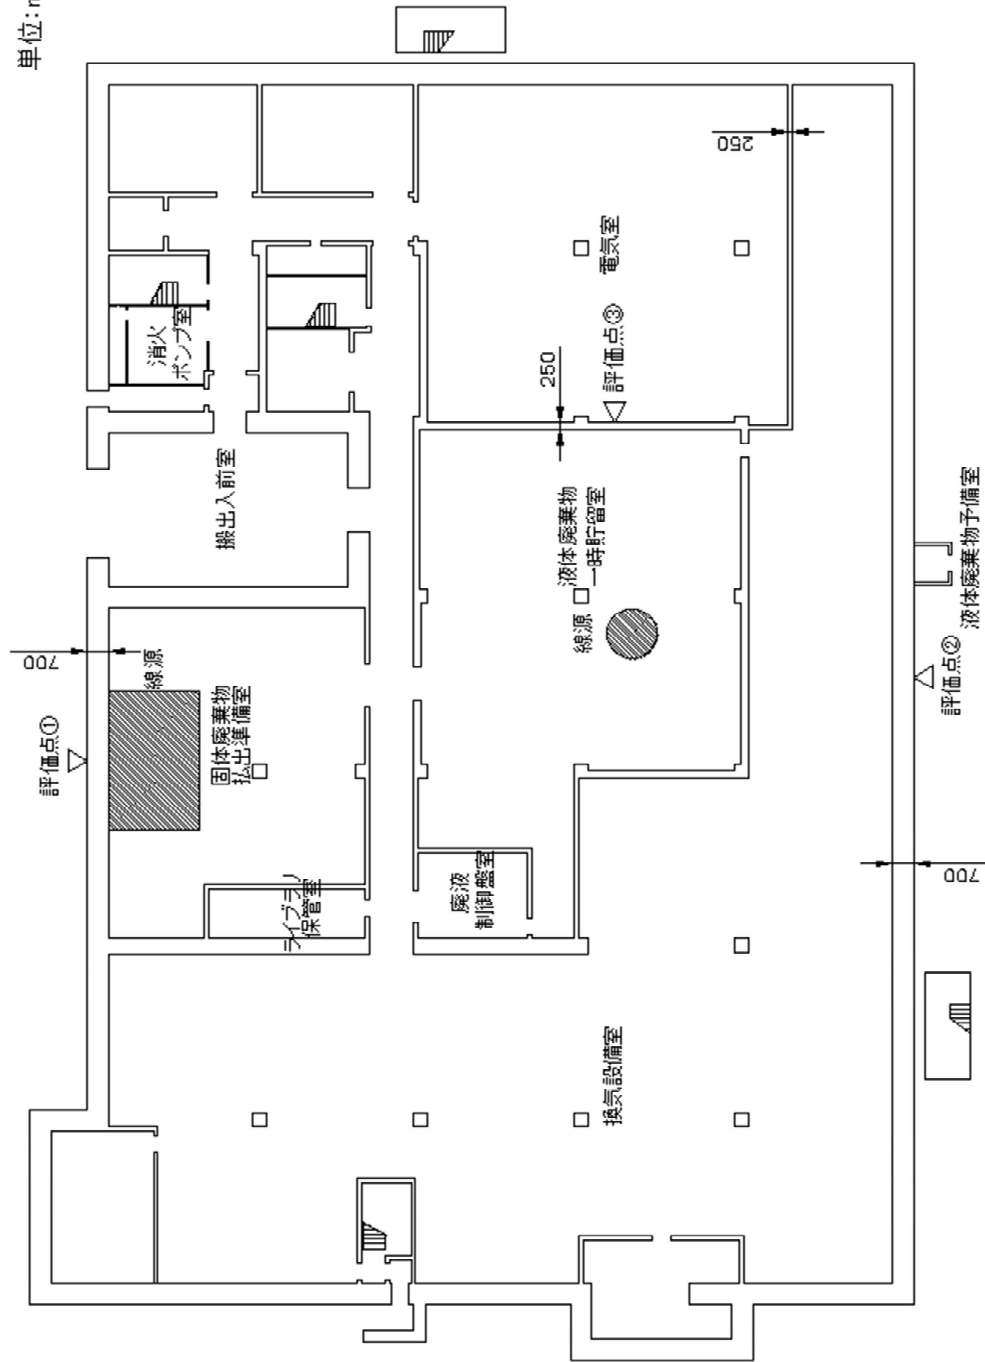 単位：m
消火
ポンプ室
搬出入前室
電気室
250
250
評価点③
700
線源
評価点①
固体廃棄物
払出準備室
液体廃棄物
一時貯留室
線源
液体廃棄物予備室
評価点②
ライブラリ
保管室
廃液
制御盤室
700
換気設備室